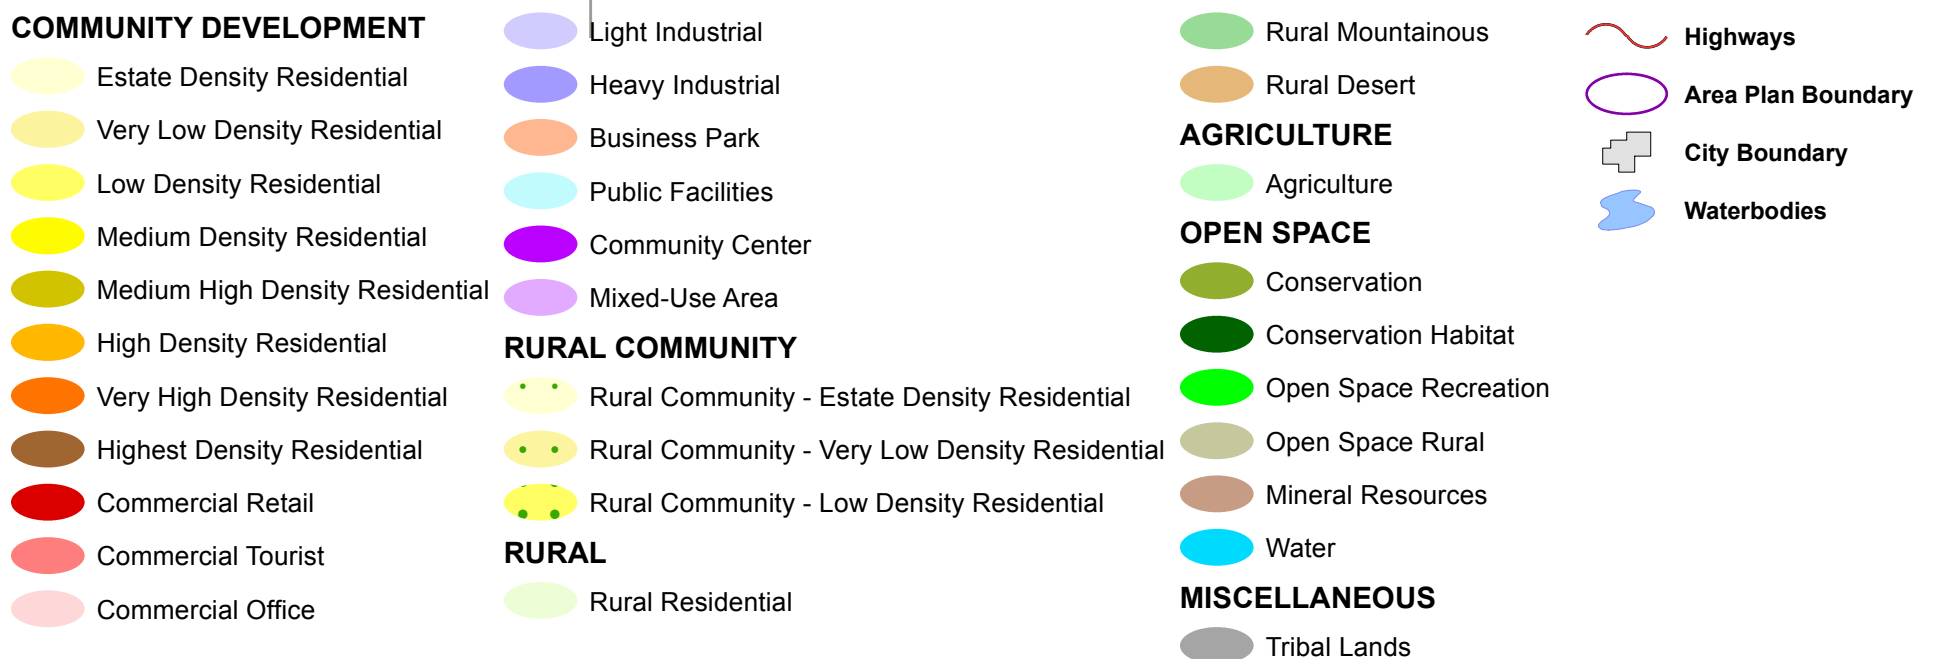 COMMUNITY DEVELOPMENT
Estate Density Residential
Very Low Density Residential
Low Density Residential
Medium Density Residential
Medium High Density Residential
High Density Residential
Very High Density Residential
Highest Density Residential
Commercial Retail
Commercial Tourist
Commercial Office
Light Industrial
Heavy Industrial
Business Park
Public Facilities
Community Center
Mixed-Use Area
RURAL COMMUNITY
Rural Community - Estate Density Residential
Rural Community - Very Low Density Residential
Rural Community - Low Density Residential
RURAL
Rural Residential
Rural Mountainous
Rural Desert
AGRICULTURE
Agriculture
OPEN SPACE
Conservation
Conservation Habitat
Open Space Recreation
Open Space Rural
Mineral Resources
Water
MISCELLANEOUS
Tribal Lands
Highways
Area Plan Boundary
City Boundary
Waterbodies